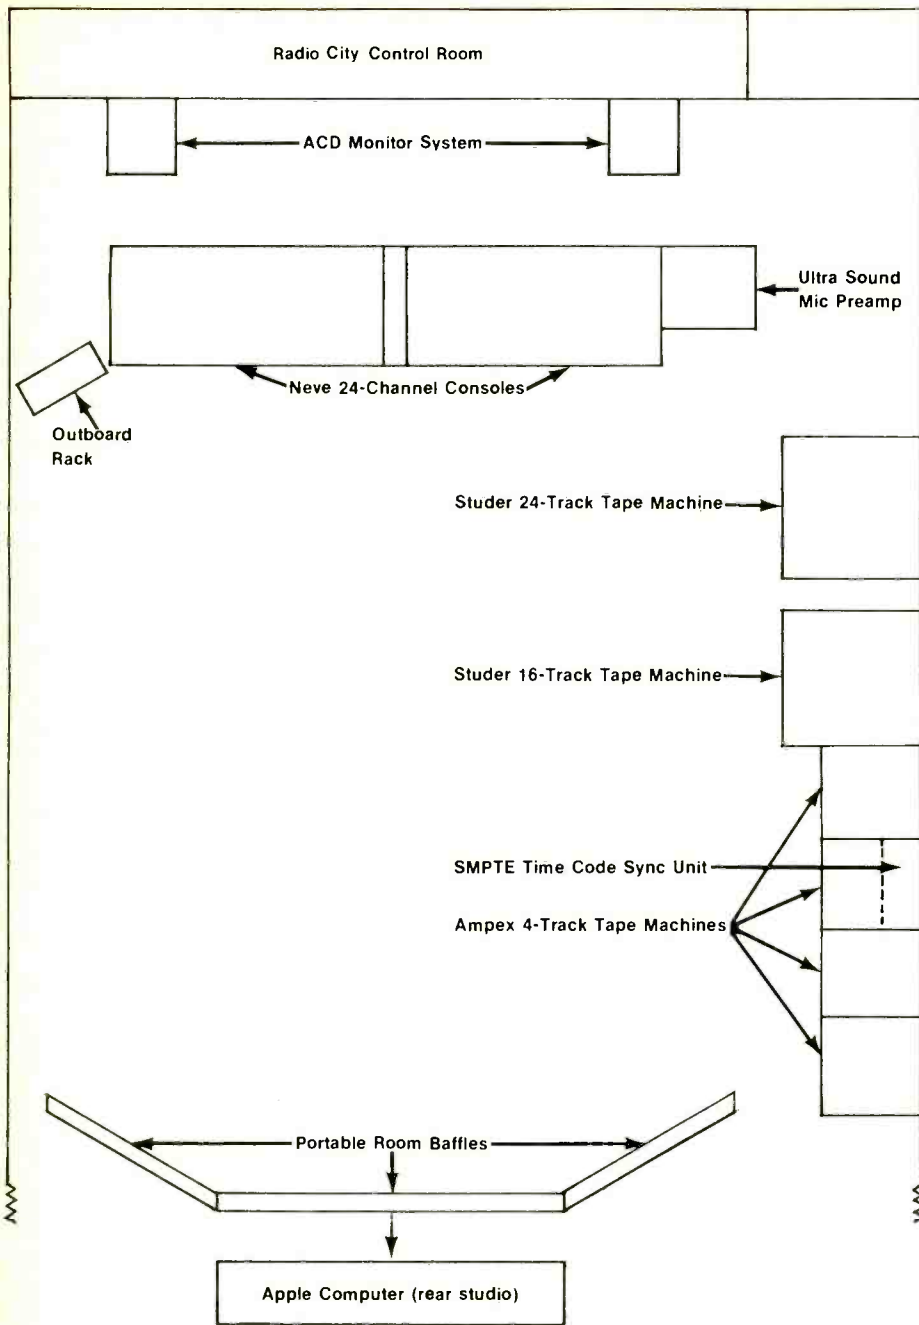 Radio City Control Room
ACD Monitor System
Ultra Sound
Mic Preamp
Neve 24-Channel Consoles
Outboard
Rack
Studer 24-Track Tape Machine
Studer 16-Track Tape Machine
SMPTE Time Code Sync Unit
Ampex 4-Track Tape Machines
Portable Room Baffles
Apple Computer (rear studio)